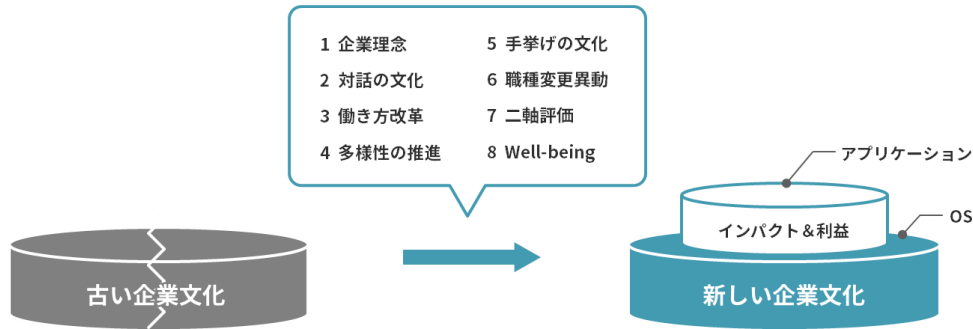 1 企業理念
2 対話の文化
3 働き方改革
4 多様性の推進
5 手挙げの文化
6 職種変更異動
7 二軸評価
8 Well-being
アプリケーション
OS
インパクト＆利益
古い企業文化
新しい企業文化